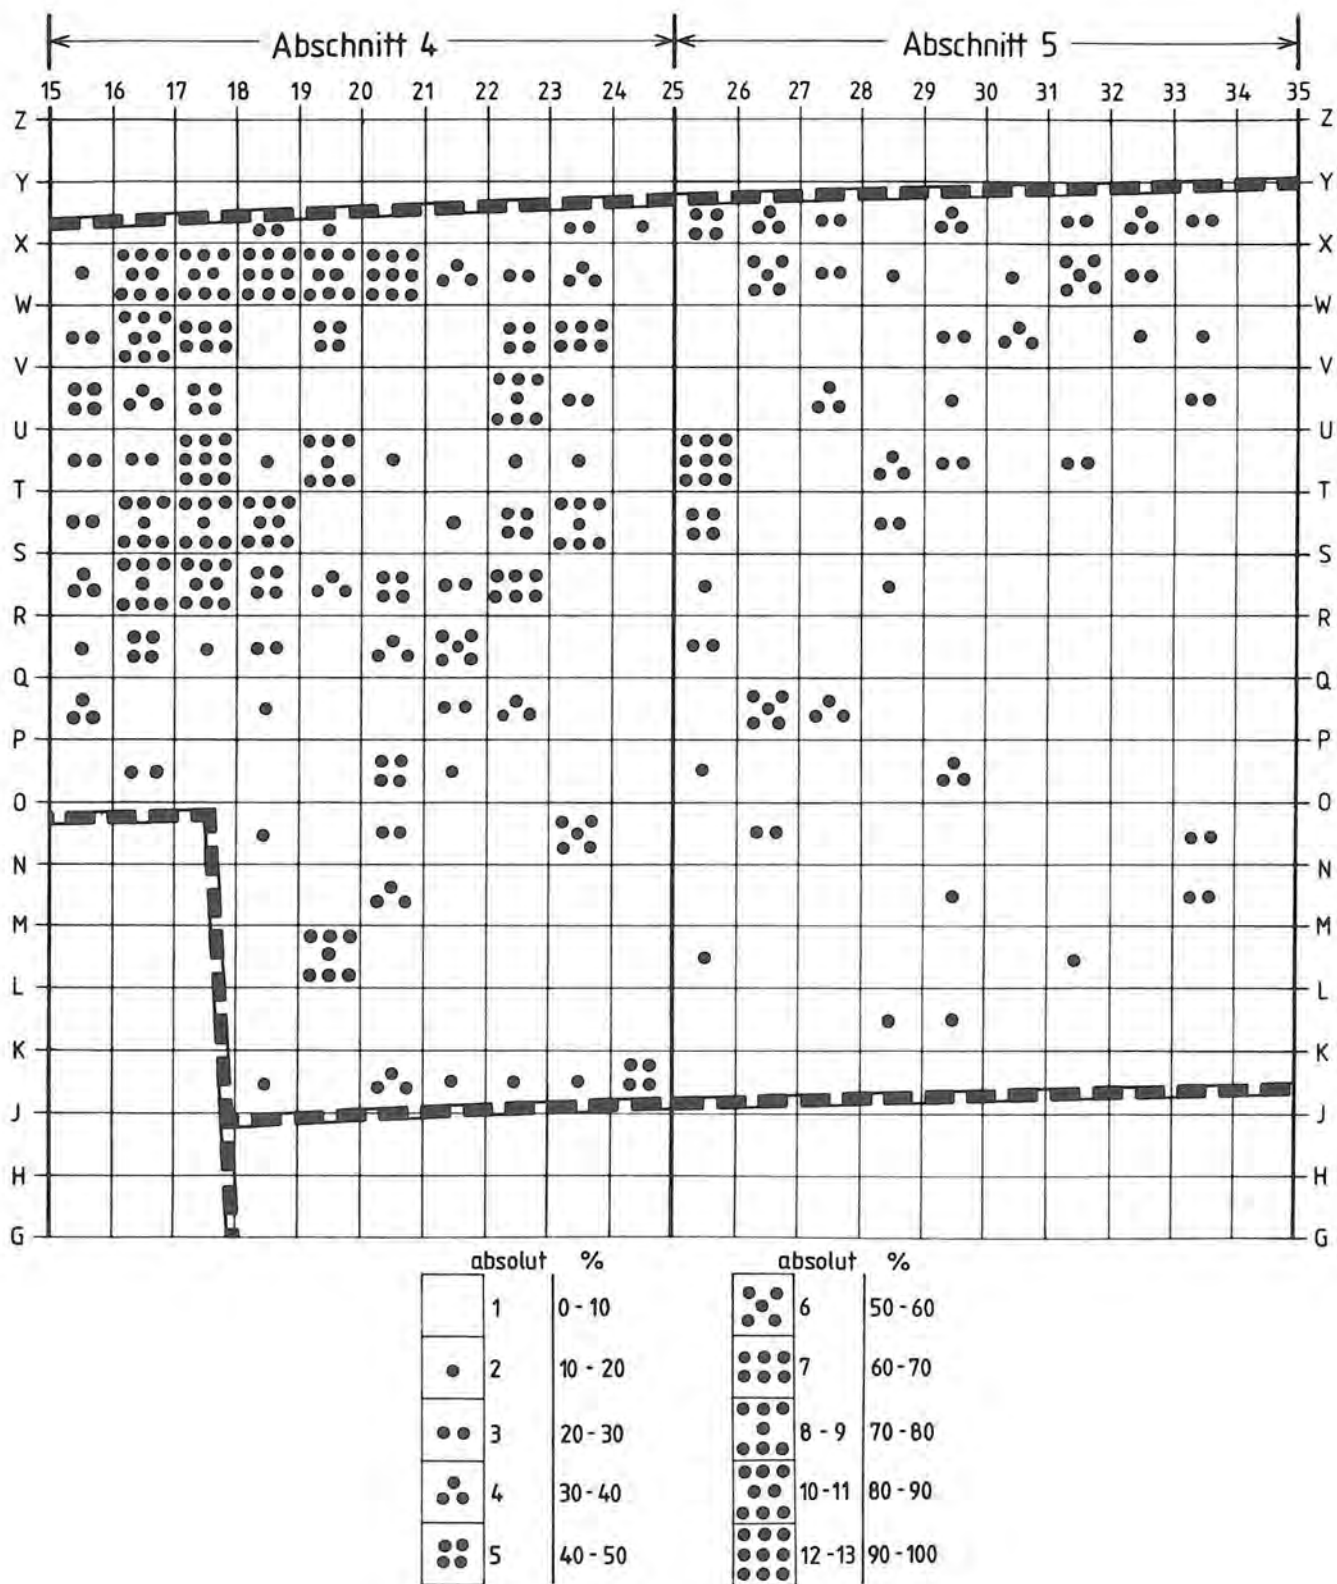 Abschnitt 4 Abschnitt 5
15 16 17 18 19 20 21 22 23 24 25 26 27 28 29 30 31 32 33 34 35
Z Z
Y Y
X X
W W
V V
U U
T T
S S
R R
Q Q
P P
O O
N N
M M
L L
K K
J J
H H
G G
absolut % absolut %
1 0-10 6 50-60
2 10-20 7 60-70
3 20-30 8-9 70-80
4 30-40 10-11 80-90
5 40-50 12-13 90-100